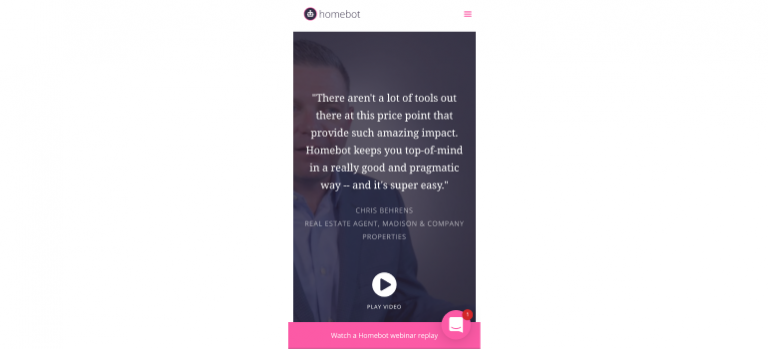 homebot
"There aren't a lot of tools out
there at this price point that
provide such amazing impact.
Homebot keeps you top-of-mind
in a really good and pragmatic
way -- and it's super easy."
CHRIS BEHRENS
REAL ESTATE AGENT, MADISON & COMPANY
PROPERTIES
PLAY VIDEO
1
Watch a Homebot webinar replay